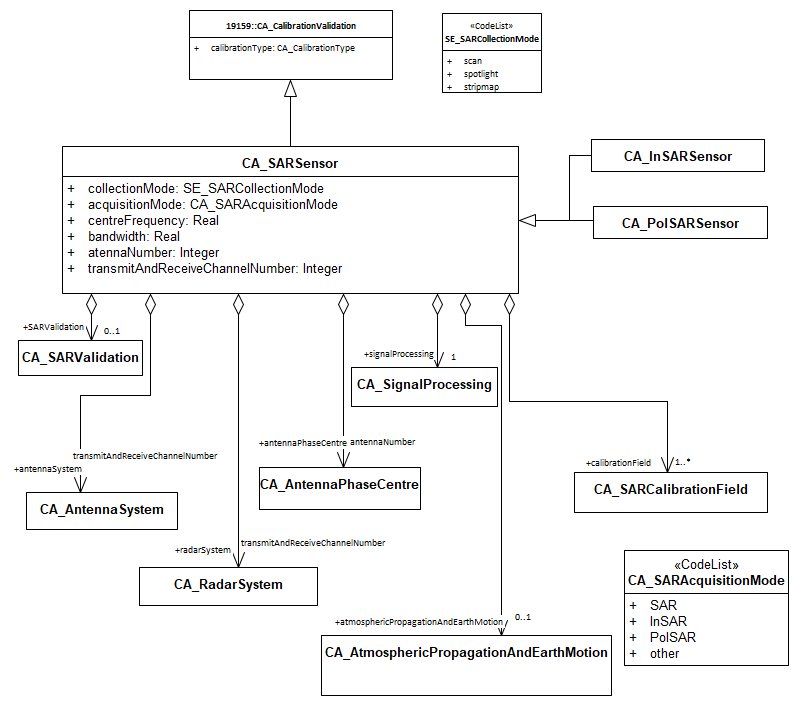 19159::CA_CalibrationValidation
+ calibrationType: CA_CalibrationType
«CodeList»
SE_SARCollectionMode
+ scan
+ spotlight
+ stripmap
CA_SARSensor
+ collectionMode: SE_SARCollectionMode
+ acquisitionMode: CA_SARAcquisitionMode
+ centreFrequency: Real
+ bandwidth: Real
+ atennaNumber: Integer
+ transmitAndReceiveChannelNumber: Integer
CA_InSARSensor
CA_PolSARSensor
+SARValidation 0..1
CA_SARValidation
+signalProcessing 1
CA_SignalProcessing
transmitAndReceiveChannelNumber
+antennaSystem
CA_AntennaSystem
+antennaPhaseCentre antennaNumber
CA_AntennaPhaseCentre
+calibrationField 1..*
CA_SARCalibrationField
+radarSystem transmitAndReceiveChannelNumber
CA_RadarSystem
+atmosphericPropagationAndEarthMotion 0..1
CA_AtmosphericPropagationAndEarthMotion
«CodeList»
CA_SARAcquisitionMode
+ SAR
+ InSAR
+ PolSAR
+ other